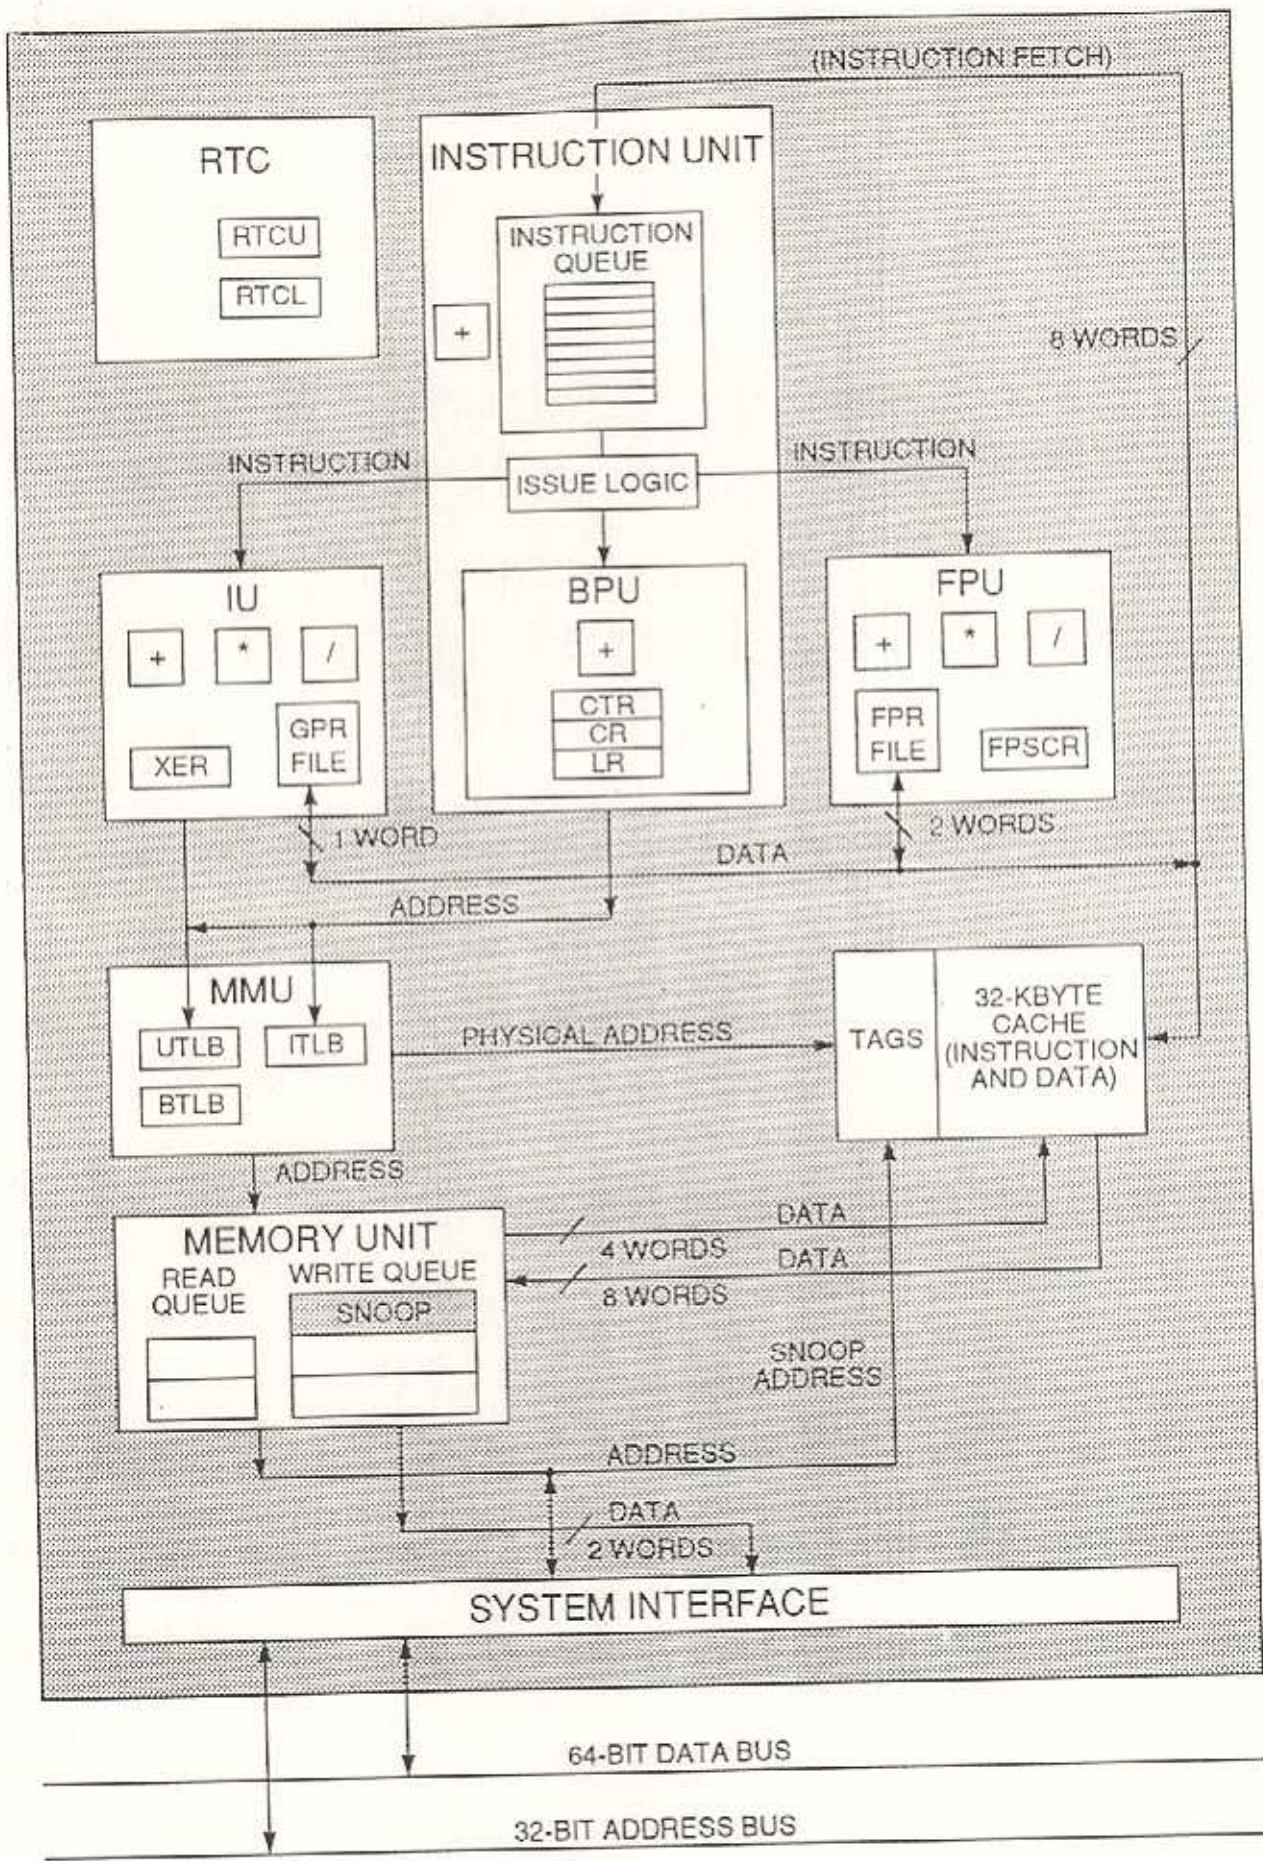 (INSTRUCTION FETCH)
RTC
RTCU
RTCL
INSTRUCTION UNIT
INSTRUCTION
QUEUE
+
8 WORDS
INSTRUCTION
ISSUE LOGIC
INSTRUCTION
IU
+
*
/
XER
GPR
FILE
BPU
+
CTR
CR
LR
FPU
+
*
/
FPR
FILE
FPSCR
1 WORD
2 WORDS
DATA
ADDRESS
MMU
UTLB
ITLB
BTLB
PHYSICAL ADDRESS
TAGS
32-KBYTE
CACHE
(INSTRUCTION
AND DATA)
ADDRESS
MEMORY UNIT
READ
QUEUE
WRITE QUEUE
SNOOP
DATA
4 WORDS
DATA
8 WORDS
SNOOP
ADDRESS
ADDRESS
DATA
2 WORDS
SYSTEM INTERFACE
64-BIT DATA BUS
32-BIT ADDRESS BUS